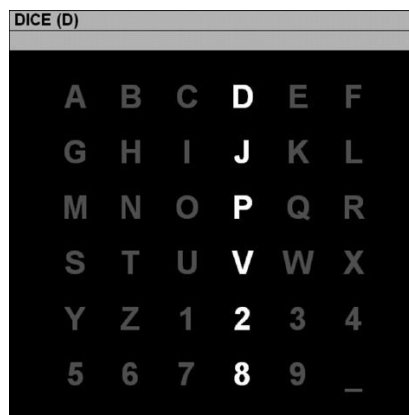 DICE (D)
A B C D E F
G H I J K L
M N O P Q R
S T U V W X
Y Z 1 2 3 4
5 6 7 8 9 _